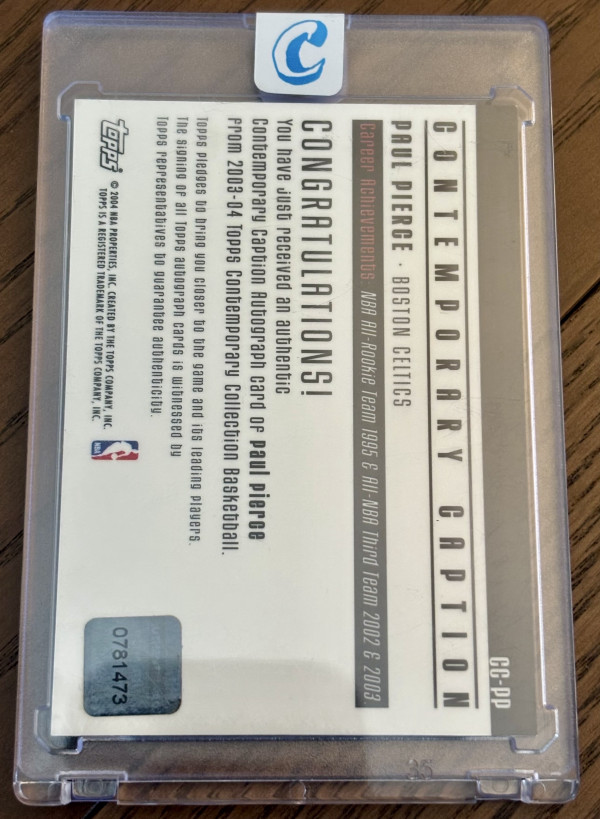 C
CC-PP
CONTEMPORARY CAPTION
PAUL PIERCE · BOSTON CELTICS
Career Achievements: NBA All-Rookie Team 1995 & All-NBA Third Team 2002 & 2003
CONGRATULATIONS!
You have just received an authentic
Contemporary Caption Autograph card of Paul Pierce
from 2003-04 Topps Contemporary Collection Basketball.
Topps pledges to bring you closer to the game and its leading players.
The signing of all Topps autograph cards is witnessed by
Topps representatives to guarantee authenticity.
topps
© 2004 NBA PROPERTIES, INC. CREATED BY THE TOPPS COMPANY, INC.
TOPPS IS A REGISTERED TRADEMARK OF THE TOPPS COMPANY, INC.
NBA
0781473